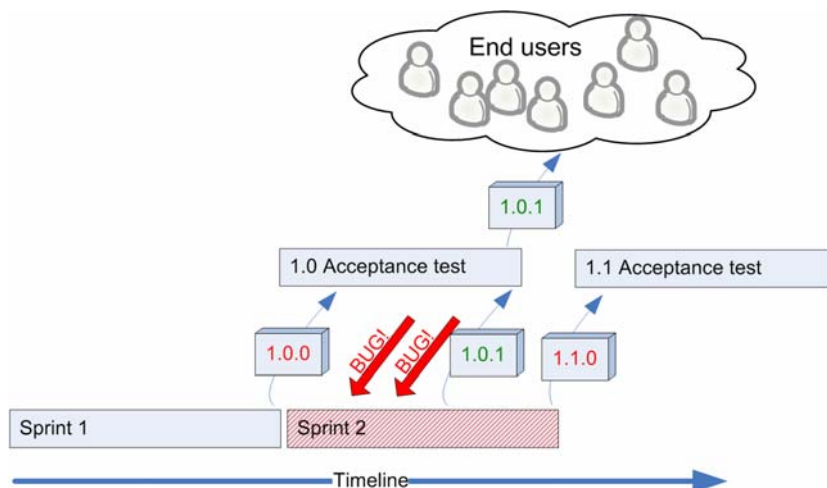 End users
1.0.1
1.0 Acceptance test
1.1 Acceptance test
1.0.0
BUG!
BUG!
1.0.1
1.1.0
Sprint 1
Sprint 2
Timeline